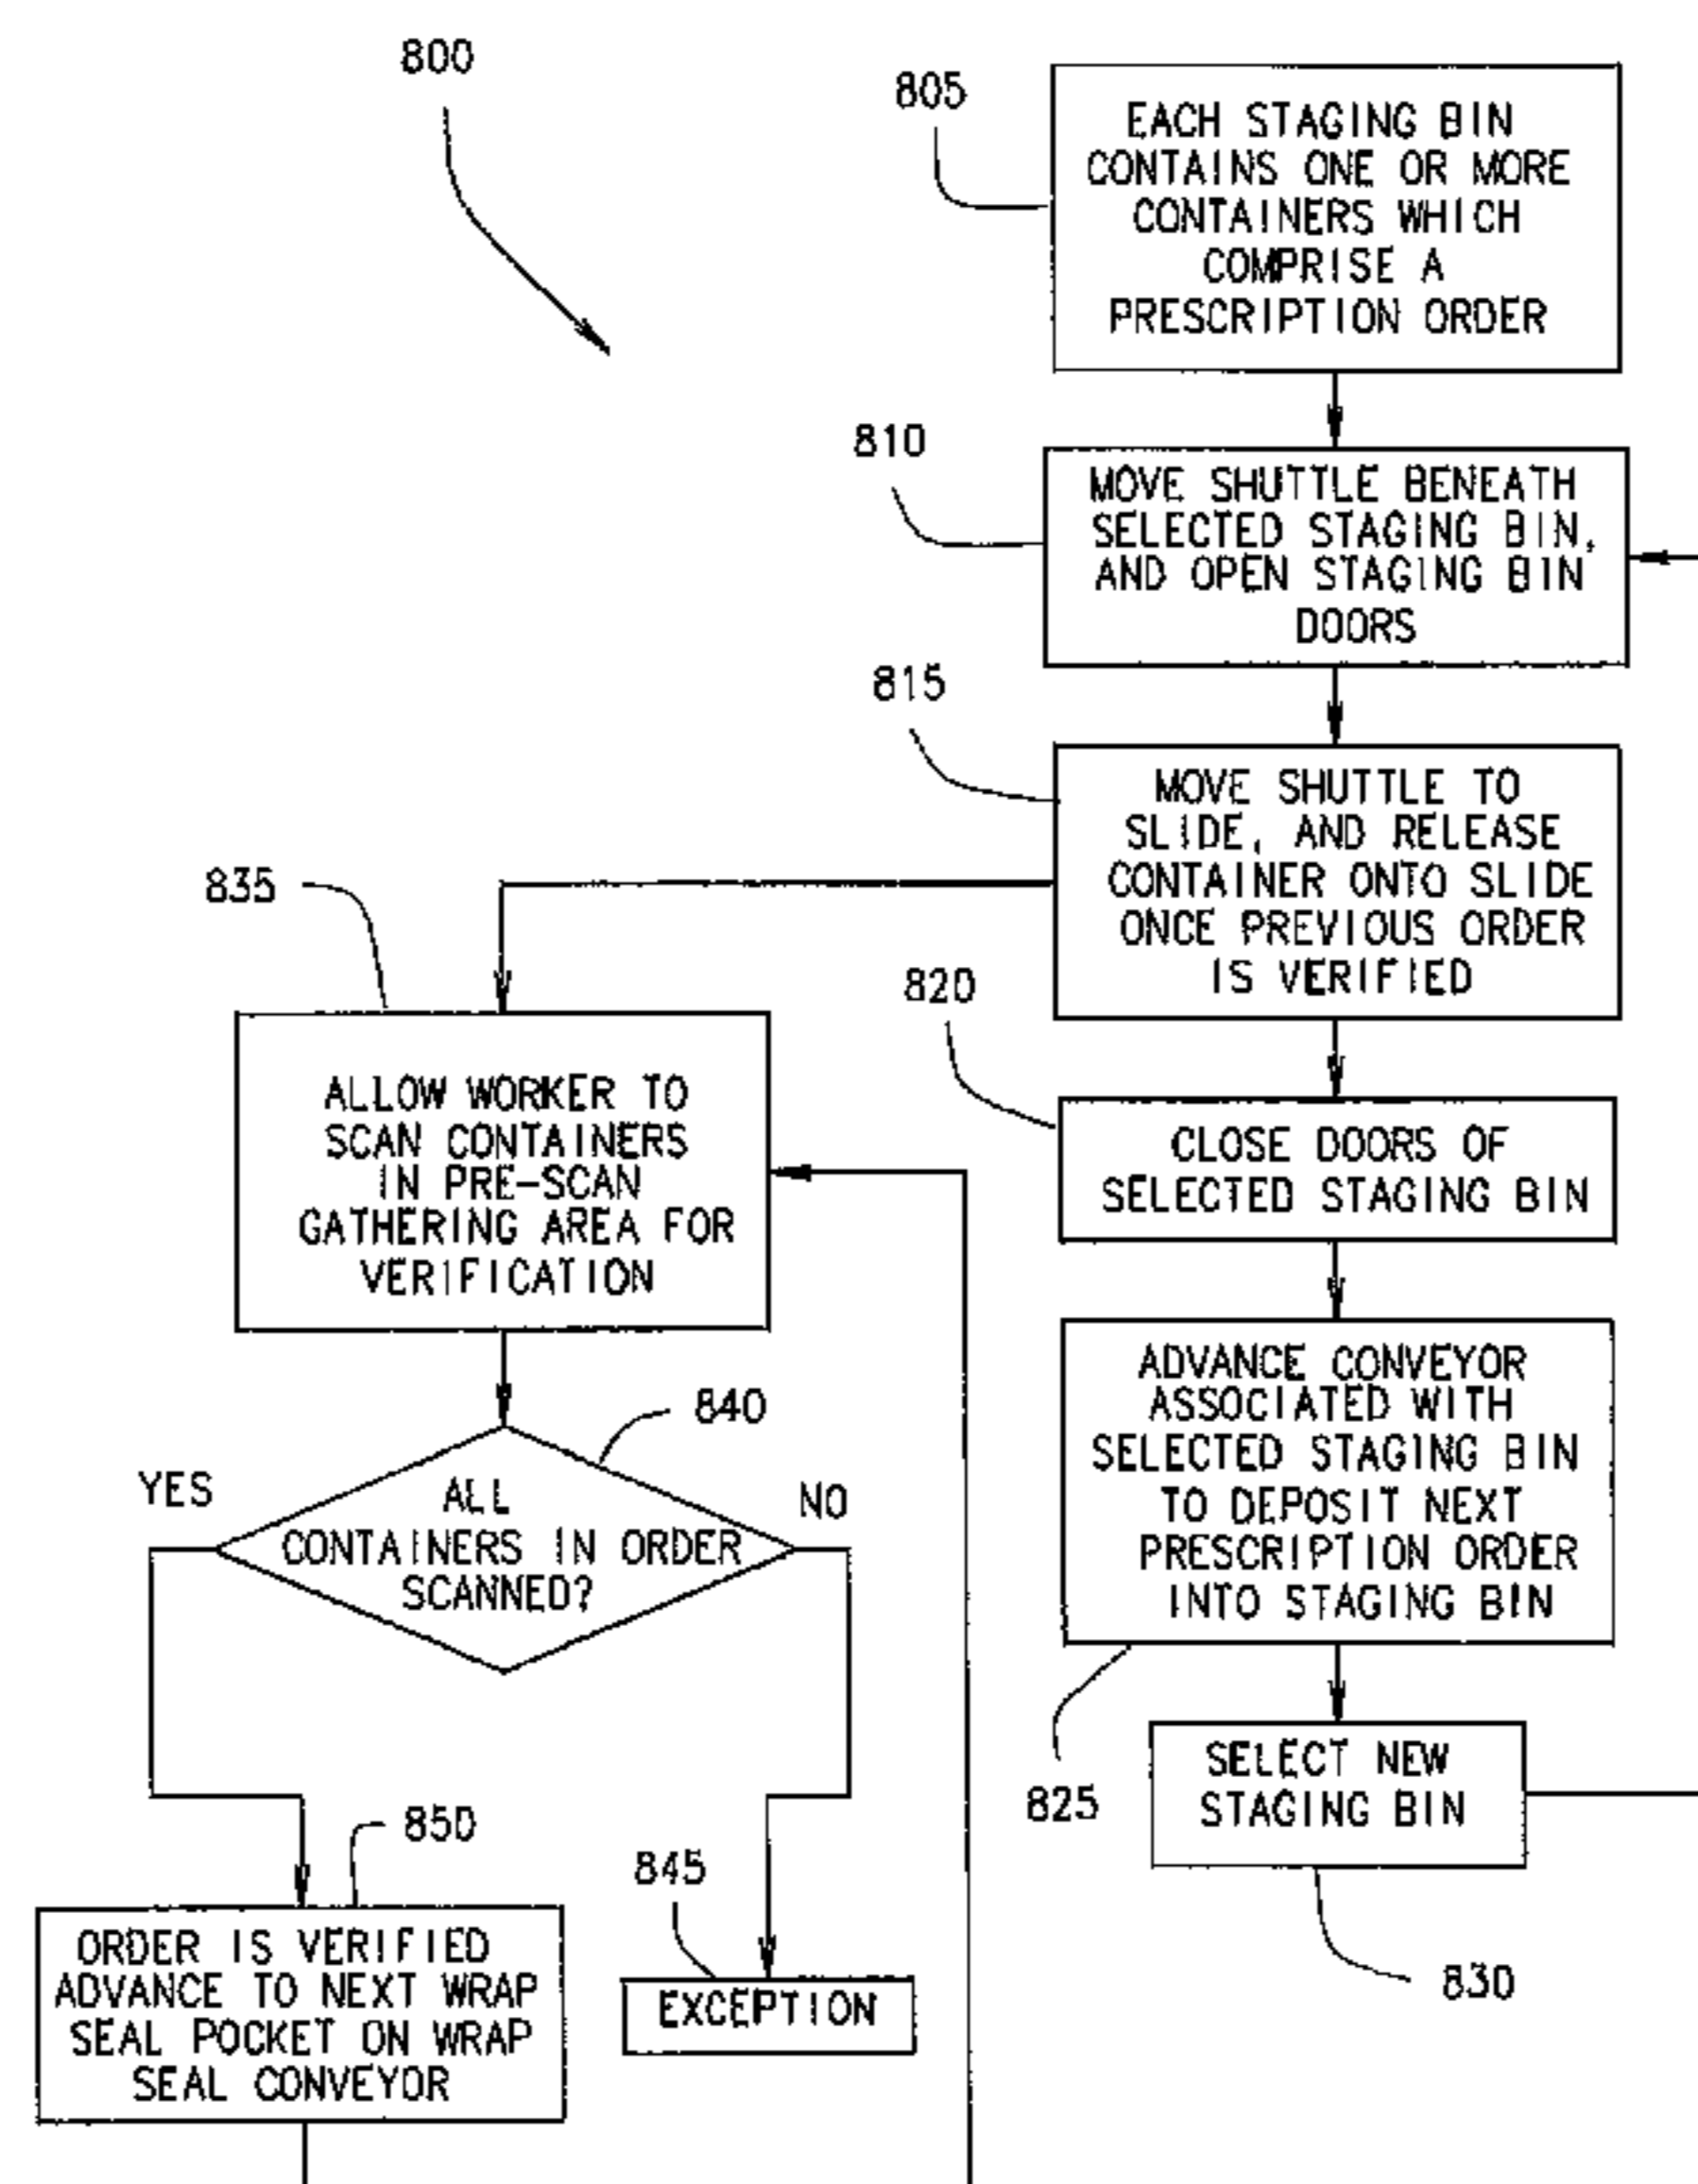 800
805
EACH STAGING BIN
CONTAINS ONE OR MORE
CONTAINERS WHICH
COMPRISE A
PRESCRIPTION ORDER
810
MOVE SHUTTLE BENEATH
SELECTED STAGING BIN,
AND OPEN STAGING BIN
DOORS
815
MOVE SHUTTLE TO
SLIDE, AND RELEASE
CONTAINER ONTO SLIDE
ONCE PREVIOUS ORDER
IS VERIFIED
820
CLOSE DOORS OF
SELECTED STAGING BIN
ADVANCE CONVEYOR
ASSOCIATED WITH
SELECTED STAGING BIN
TO DEPOSIT NEXT
PRESCRIPTION ORDER
INTO STAGING BIN
825
SELECT NEW
STAGING BIN
830
835
ALLOW WORKER TO
SCAN CONTAINERS
IN PRE-SCAN
GATHERING AREA FOR
VERIFICATION
840
YES
ALL
CONTAINERS IN ORDER
SCANNED?
NO
850
ORDER IS VERIFIED
ADVANCE TO NEXT WRAP
SEAL POCKET ON WRAP
SEAL CONVEYOR
845
EXCEPTION